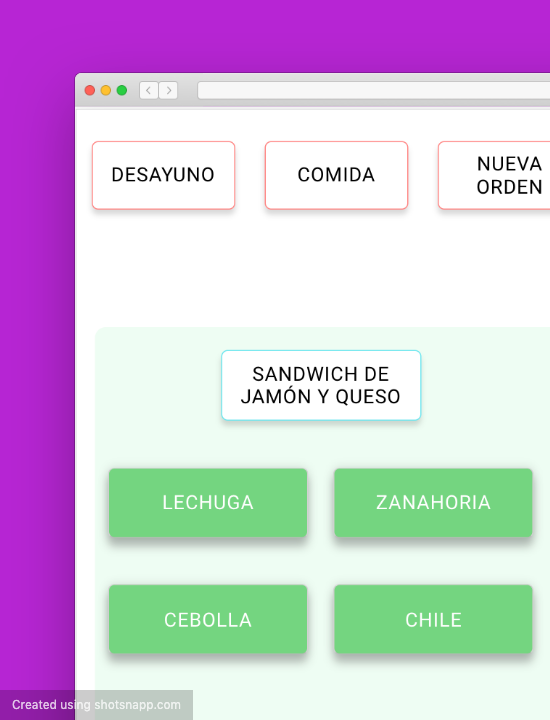 DESAYUNO
COMIDA
NUEVA
ORDEN
SANDWICH DE
JAMÓN Y QUESO
LECHUGA
ZANAHORIA
CEBOLLA
CHILE
Created using shotsnapp.com